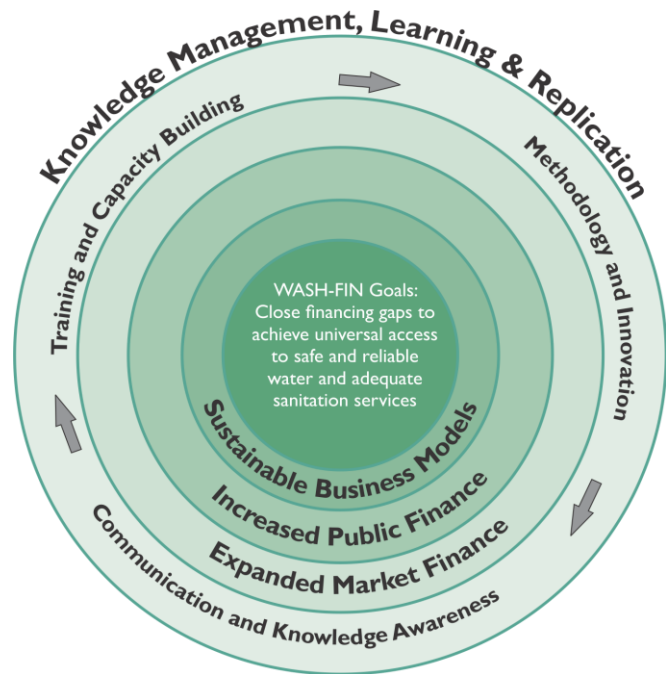 Knowledge Management, Learning & Replication
Training and Capacity Building
Methodology and Innovation
WASH-FIN Goals:
Close financing gaps to
achieve universal access
to safe and reliable
water and adequate
sanitation services
Sustainable Business Models
Increased Public Finance
Expanded Market Finance
Communication and Knowledge Awareness